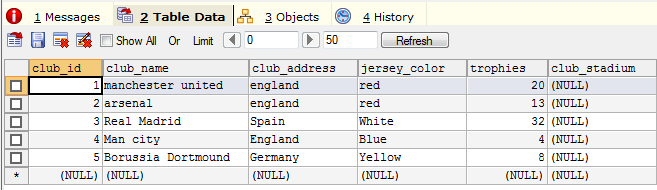 1 Messages 2 Table Data 3 Objects 4 History
Show All Or Limit 0 50 Refresh
club_id club_name club_address jersey_color trophies club_stadium
1 manchester united england red 20 (NULL)
2 arsenal england red 13 (NULL)
3 Real Madrid Spain White 32 (NULL)
4 Man city England Blue 4 (NULL)
5 Borussia Dortmound Germany Yellow 8 (NULL)
* (NULL) (NULL) (NULL) (NULL) (NULL) (NULL)